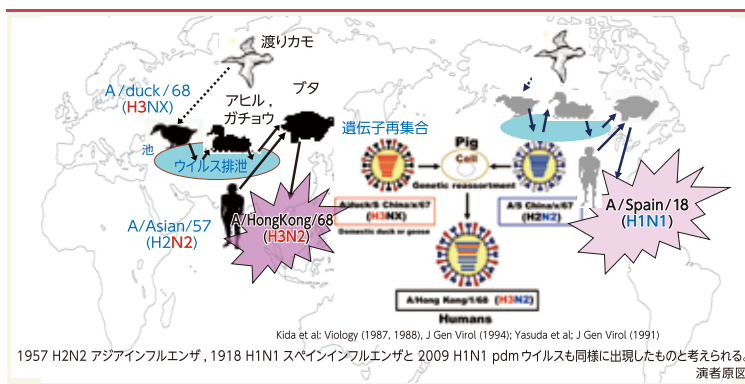 渡りカモ
A/duck/68
(H3NX)
アヒル,
ガチョウ
ブタ
池
ウイルス排泄
遺伝子再集合
A/Asian/57
(H2N2)
A/HongKong/68
(H3N2)
Pig
Cell
Genetic reassortment
A/duck/S China/x/67
(H3NX)
Domestic duck or goose
A/S China/x/67
(H2N2)
A/Hong Kong/1/68 (H3N2)
Humans
A/Spain/18
(H1N1)
Kida et al: Viology (1987, 1988), J Gen Virol (1994); Yasuda et al; J Gen Virol (1991)
1957 H2N2 アジアインフルエンザ , 1918 H1N1 スペインインフルエンザと 2009 H1N1 pdm ウイルスも同様に出現したものと考えられる。
演者原図